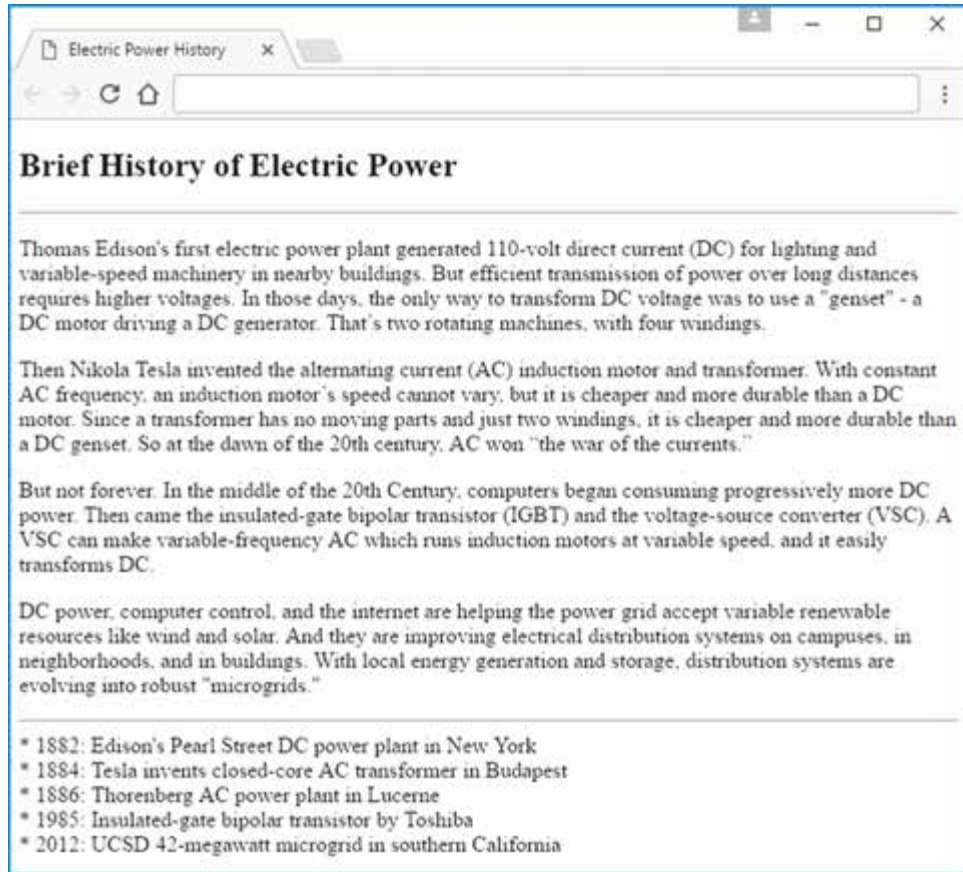 Electric Power History
Brief History of Electric Power
Thomas Edison's first electric power plant generated 110-volt direct current (DC) for lighting and
variable-speed machinery in nearby buildings. But efficient transmission of power over long distances
requires higher voltages. In those days, the only way to transform DC voltage was to use a "genset" - a
DC motor driving a DC generator. That's two rotating machines, with four windings.
Then Nikola Tesla invented the alternating current (AC) induction motor and transformer. With constant
AC frequency, an induction motor's speed cannot vary, but it is cheaper and more durable than a DC
motor. Since a transformer has no moving parts and just two windings, it is cheaper and more durable than
a DC genset. So at the dawn of the 20th century, AC won “the war of the currents.”
But not forever. In the middle of the 20th Century, computers began consuming progressively more DC
power. Then came the insulated-gate bipolar transistor (IGBT) and the voltage-source converter (VSC). A
VSC can make variable-frequency AC which runs induction motors at variable speed, and it easily
transforms DC.
DC power, computer control, and the internet are helping the power grid accept variable renewable
resources like wind and solar. And they are improving electrical distribution systems on campuses, in
neighborhoods, and in buildings. With local energy generation and storage, distribution systems are
evolving into robust "microgrids."
* 1882: Edison's Pearl Street DC power plant in New York
* 1884: Tesla invents closed-core AC transformer in Budapest
* 1886: Thorenberg AC power plant in Lucerne
* 1985: Insulated-gate bipolar transistor by Toshiba
* 2012: UCSD 42-megawatt microgrid in southern California